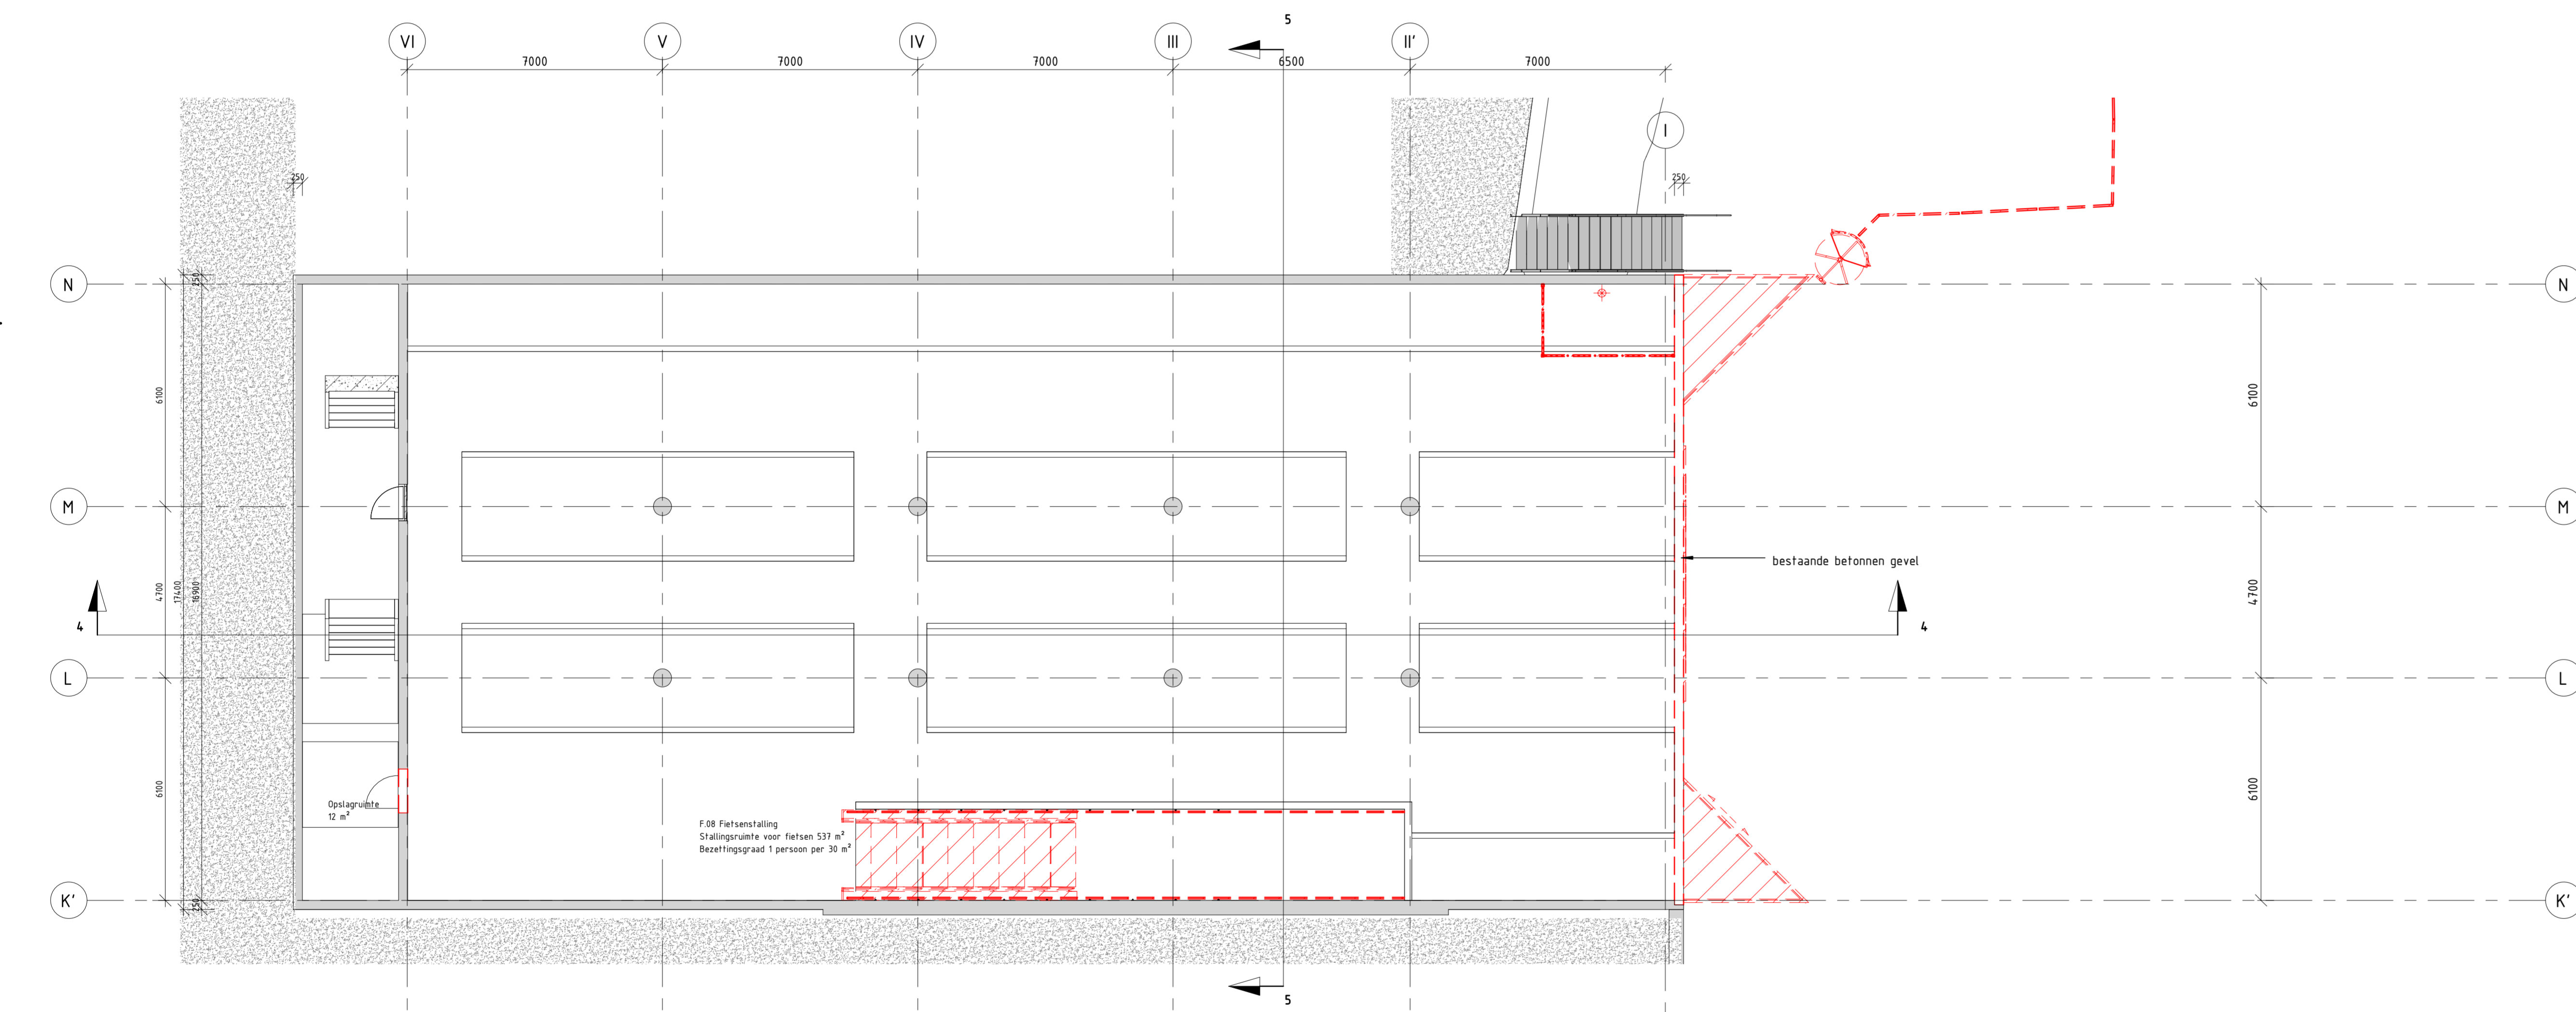 5
VI
V
IV
III
II'
7000
7000
7000
6500
7000
I
250
250
N
250
N
6100
6100
M
M
bestaande betonnen gevel
4700
17400
16900
4700
4
4
L
L
6100
6100
Opslagruimte
12 m²
F.08 Fietsenstalling
Stallingsruimte voor fietsen 537 m²
Bezettingsgraad 1 persoon per 30 m²
K'
250
K'
5